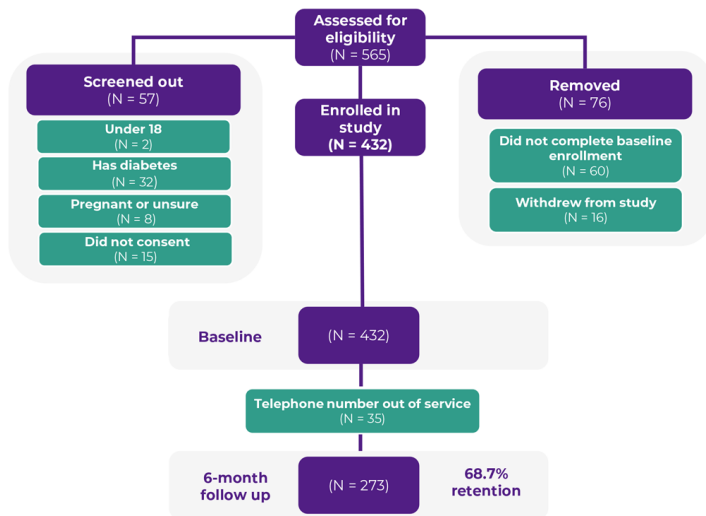 Assessed for
eligibility
(N = 565)
Screened out
(N = 57)
Under 18
(N = 2)
Has diabetes
(N = 32)
Pregnant or unsure
(N = 8)
Did not consent
(N = 15)
Enrolled in
study
(N = 432)
Removed
(N = 76)
Did not complete baseline
enrollment
(N = 60)
Withdrew from study
(N = 16)
Baseline
(N = 432)
Telephone number out of service
(N = 35)
6-month
follow up
(N = 273)
68.7%
retention